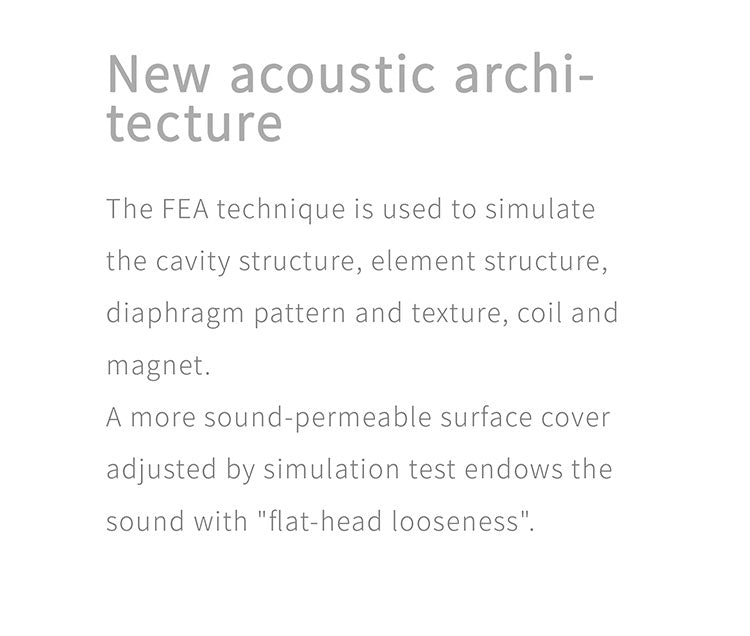 New acoustic archi-
tecture
The FEA technique is used to simulate
the cavity structure, element structure,
diaphragm pattern and texture, coil and
magnet.
A more sound-permeable surface cover
adjusted by simulation test endows the
sound with "flat-head looseness".